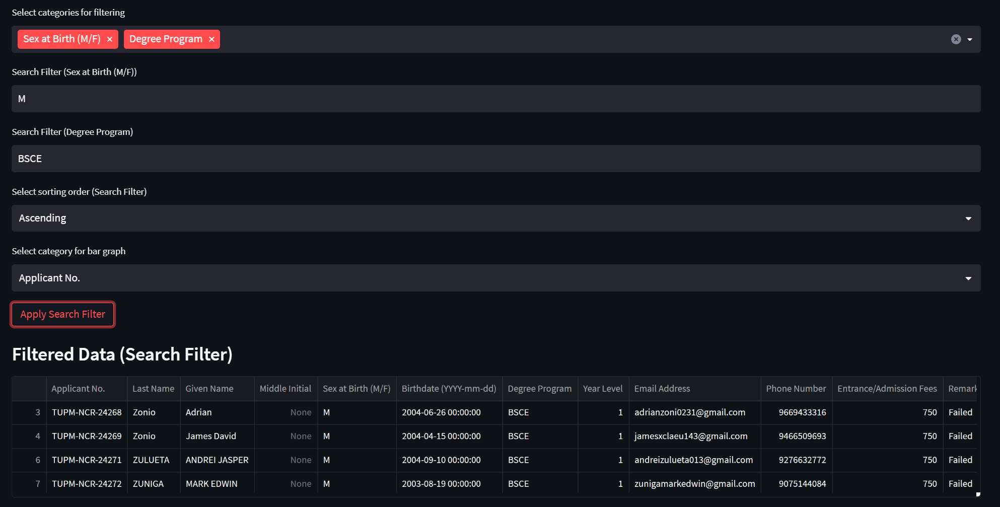 Select categories for filtering
Sex at Birth (M/F) × Degree Program ×
Search Filter (Sex at Birth (M/F))
M
Search Filter (Degree Program)
BSCE
Select sorting order (Search Filter)
Ascending
Select category for bar graph
Applicant No.
Apply Search Filter
Filtered Data (Search Filter)
Applicant No. Last Name Given Name Middle Initial Sex at Birth (M/F) Birthdate (YYYY-mm-dd) Degree Program Year Level Email Address Phone Number Entrance/Admission Fees Remark
3 TUPM-NCR-24268 Zonio Adrian None M 2004-06-26 00:00:00 BSCE 1 adrianzoni0231@gmail.com 9669433316 750 Failed
4 TUPM-NCR-24269 Zonio James David None M 2004-04-15 00:00:00 BSCE 1 jamesxclaeu143@gmail.com 9466509693 750 Failed
6 TUPM-NCR-24271 ZULUETA ANDREI JASPER None M 2004-09-10 00:00:00 BSCE 1 andreizulueta013@gmail.com 9276632772 750 Failed
7 TUPM-NCR-24272 ZUNIGA MARK EDWIN None M 2003-08-19 00:00:00 BSCE 1 zunigamarkedwin@gmail.com 9075144084 750 Failed